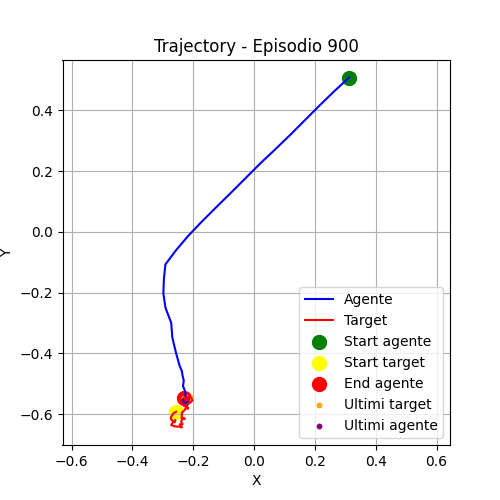 Trajectory - Episodio 900
Y
0.4
0.2
0.0
−0.2
−0.4
−0.6
−0.6
−0.4
−0.2
0.0
0.2
0.4
0.6
X
Agente
Target
Start agente
Start target
End agente
Ultimi target
Ultimi agente